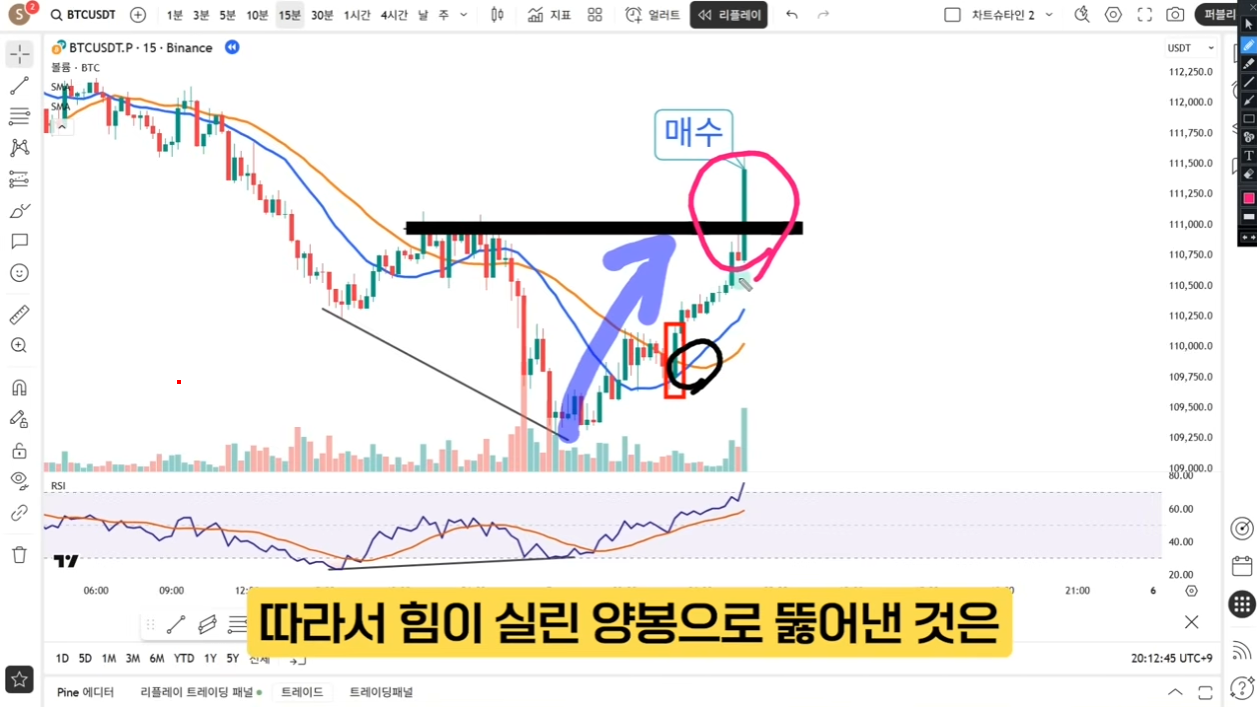 S 2 BTCUSDT 1분 3분 5분 10분 15분 30분 1시간 4시간 날 주 지표 얼러트 리플레이 차트슈타인 2 퍼블리
BTCUSDT.P · 15 · Binance
볼륨 · BTC
SMA
SMA
USDT
112,250.0
112,000.0
111,750.0
111,500.0
111,250.0
111,000.0
110,750.0
110,500.0
110,250.0
110,000.0
109,750.0
109,500.0
109,250.0
109,000.0
매수
RSI
80.00
60.00
40.00
20.00
06:00 09:00 21:00 6
따라서 힘이 실린 양봉으로 뚫어낸 것은
1D 5D 1M 3M 6M YTD 1Y 5Y 전체 20:12:45 UTC+9
Pine 에디터 리플레이 트레이딩 패널 트레이드 트레이딩패널